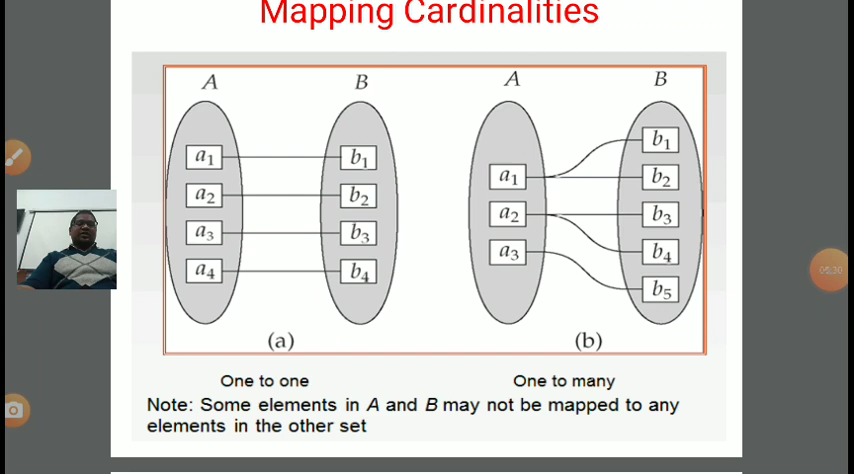 Mapping Cardinalities
A B
a1 b1
a2 b2
a3 b3
a4 b4
(a)
A B
a1 b1
a2 b2
a3 b3
b4
b5
(b)
One to one
One to many
Note: Some elements in A and B may not be mapped to any
elements in the other set